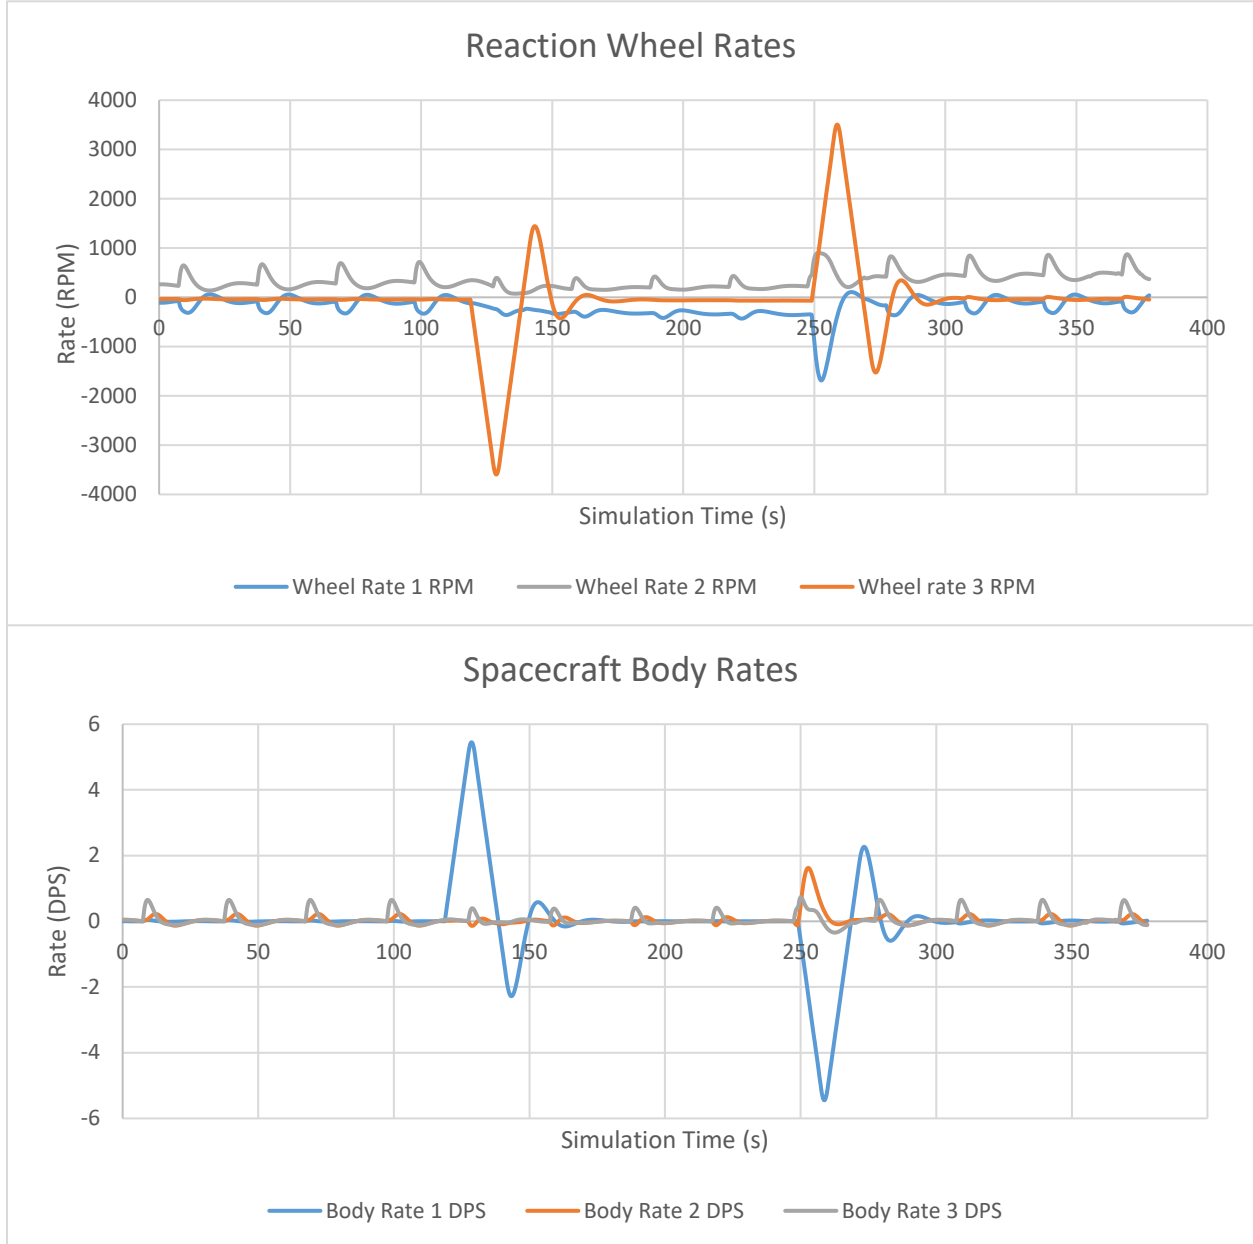 Reaction Wheel Rates
4000
3000
2000
1000
0
-1000
-2000
-3000
-4000
Rate (RPM)
0 50 100 150 200 250 300 350 400
Simulation Time (s)
Wheel Rate 1 RPM Wheel Rate 2 RPM Wheel rate 3 RPM
Spacecraft Body Rates
6
4
2
0
-2
-4
-6
Rate (DPS)
0 50 100 150 200 250 300 350 400
Simulation Time (s)
Body Rate 1 DPS Body Rate 2 DPS Body Rate 3 DPS